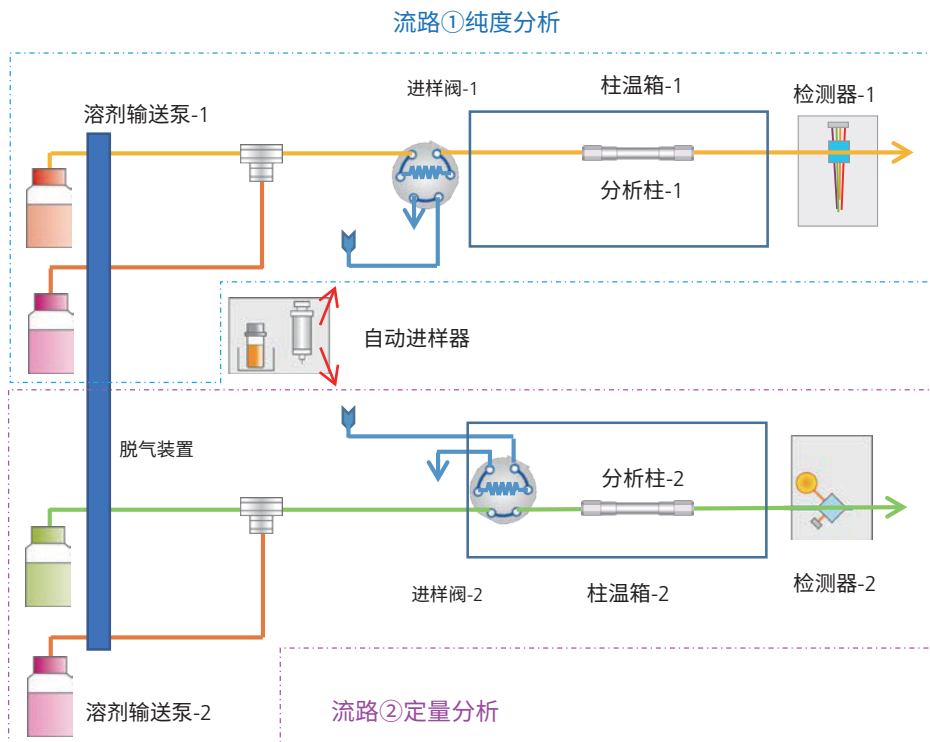 流路①纯度分析
溶剂输送泵-1
进样阀-1
柱温箱-1
检测器-1
分析柱-1
自动进样器
脱气装置
分析柱-2
进样阀-2
柱温箱-2
检测器-2
溶剂输送泵-2
流路②定量分析